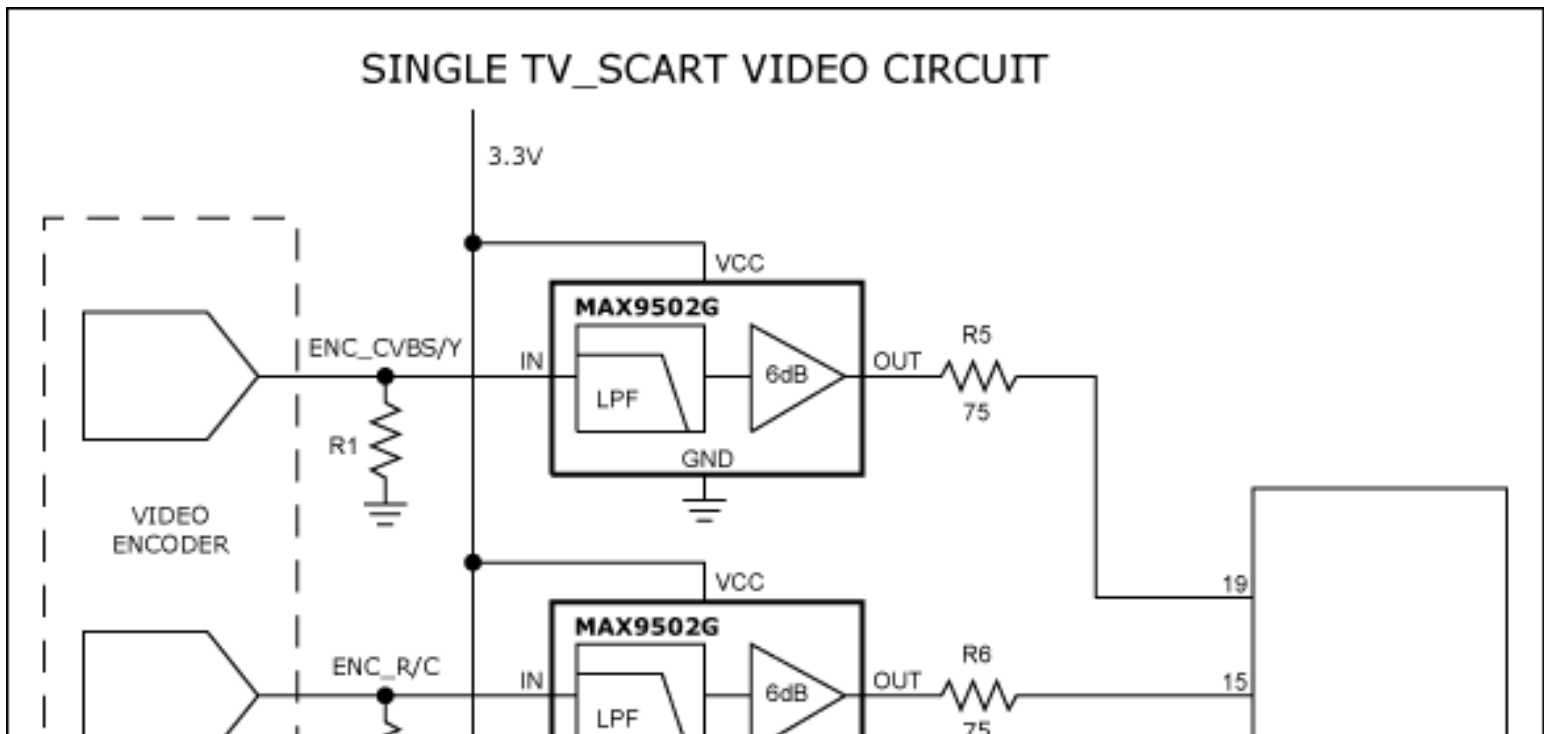 SINGLE TV_SCART VIDEO CIRCUIT
3.3V
VCC
MAX9502G
ENC_CVBS/Y
IN
LPF
6dB
OUT
R5
75
R1
GND
VIDEO
ENCODER
VCC
19
MAX9502G
ENC_R/C
IN
LPF
6dB
OUT
R6
75
15